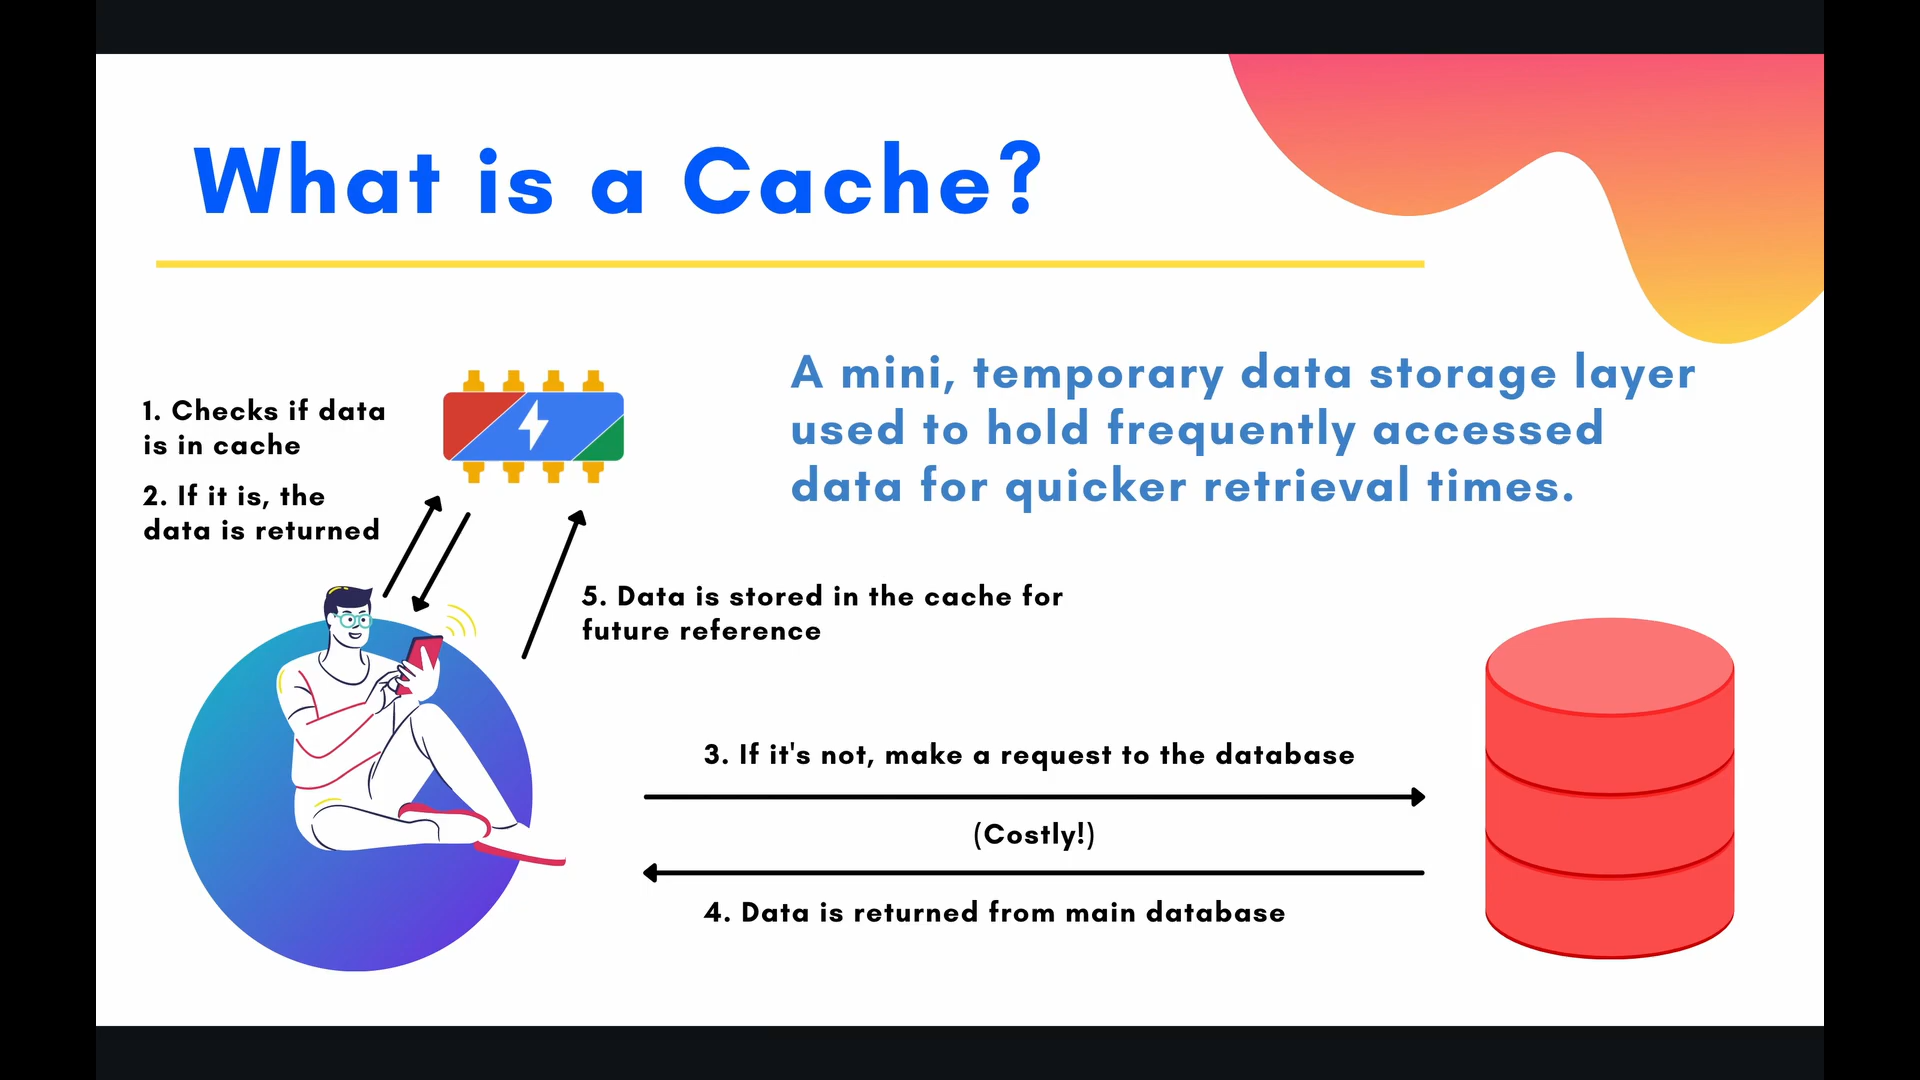 What is a Cache?
A mini, temporary data storage layer
used to hold frequently accessed
data for quicker retrieval times.
1. Checks if data
is in cache
2. If it is, the
data is returned
5. Data is stored in the cache for
future reference
3. If it's not, make a request to the database
(Costly!)
4. Data is returned from main database